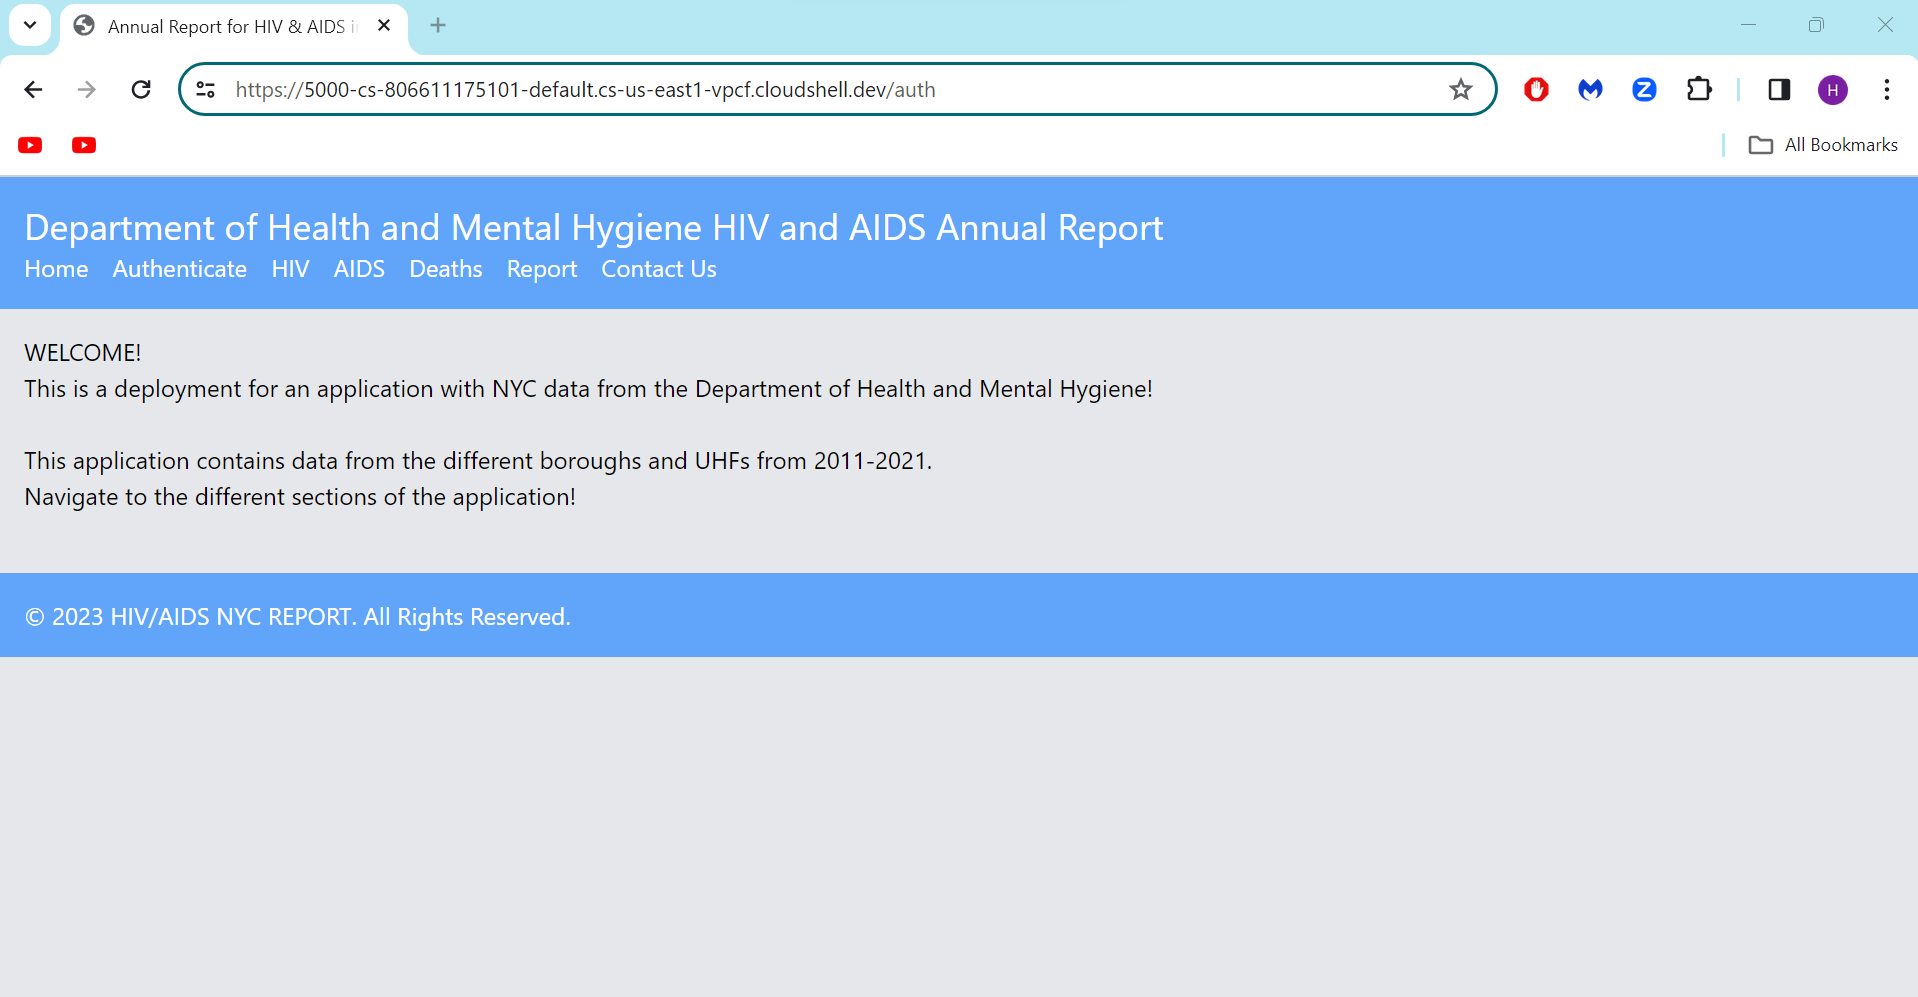 Annual Report for HIV & AIDS i
https://5000-cs-806611175101-default.cs-us-east1-vpcf.cloudshell.dev/auth
Z
H
All Bookmarks
Department of Health and Mental Hygiene HIV and AIDS Annual Report
Home Authenticate HIV AIDS Deaths Report Contact Us
WELCOME!
This is a deployment for an application with NYC data from the Department of Health and Mental Hygiene!
This application contains data from the different boroughs and UHFs from 2011-2021.
Navigate to the different sections of the application!
© 2023 HIV/AIDS NYC REPORT. All Rights Reserved.